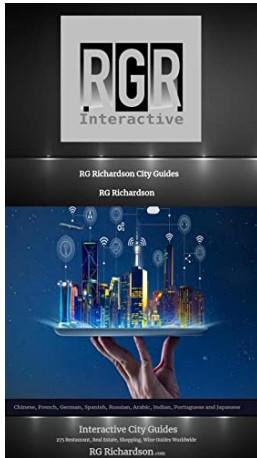 RGR
Interactive
RG Richardson City Guides
RG Richardson
Chinese, French, German, Spanish, Russian, Arabic, Indian, Portuguese and Japanese
Interactive City Guides
275 Restaurant, Real Estate, Shopping, Wine Guides Worldwide
RG Richardson.com